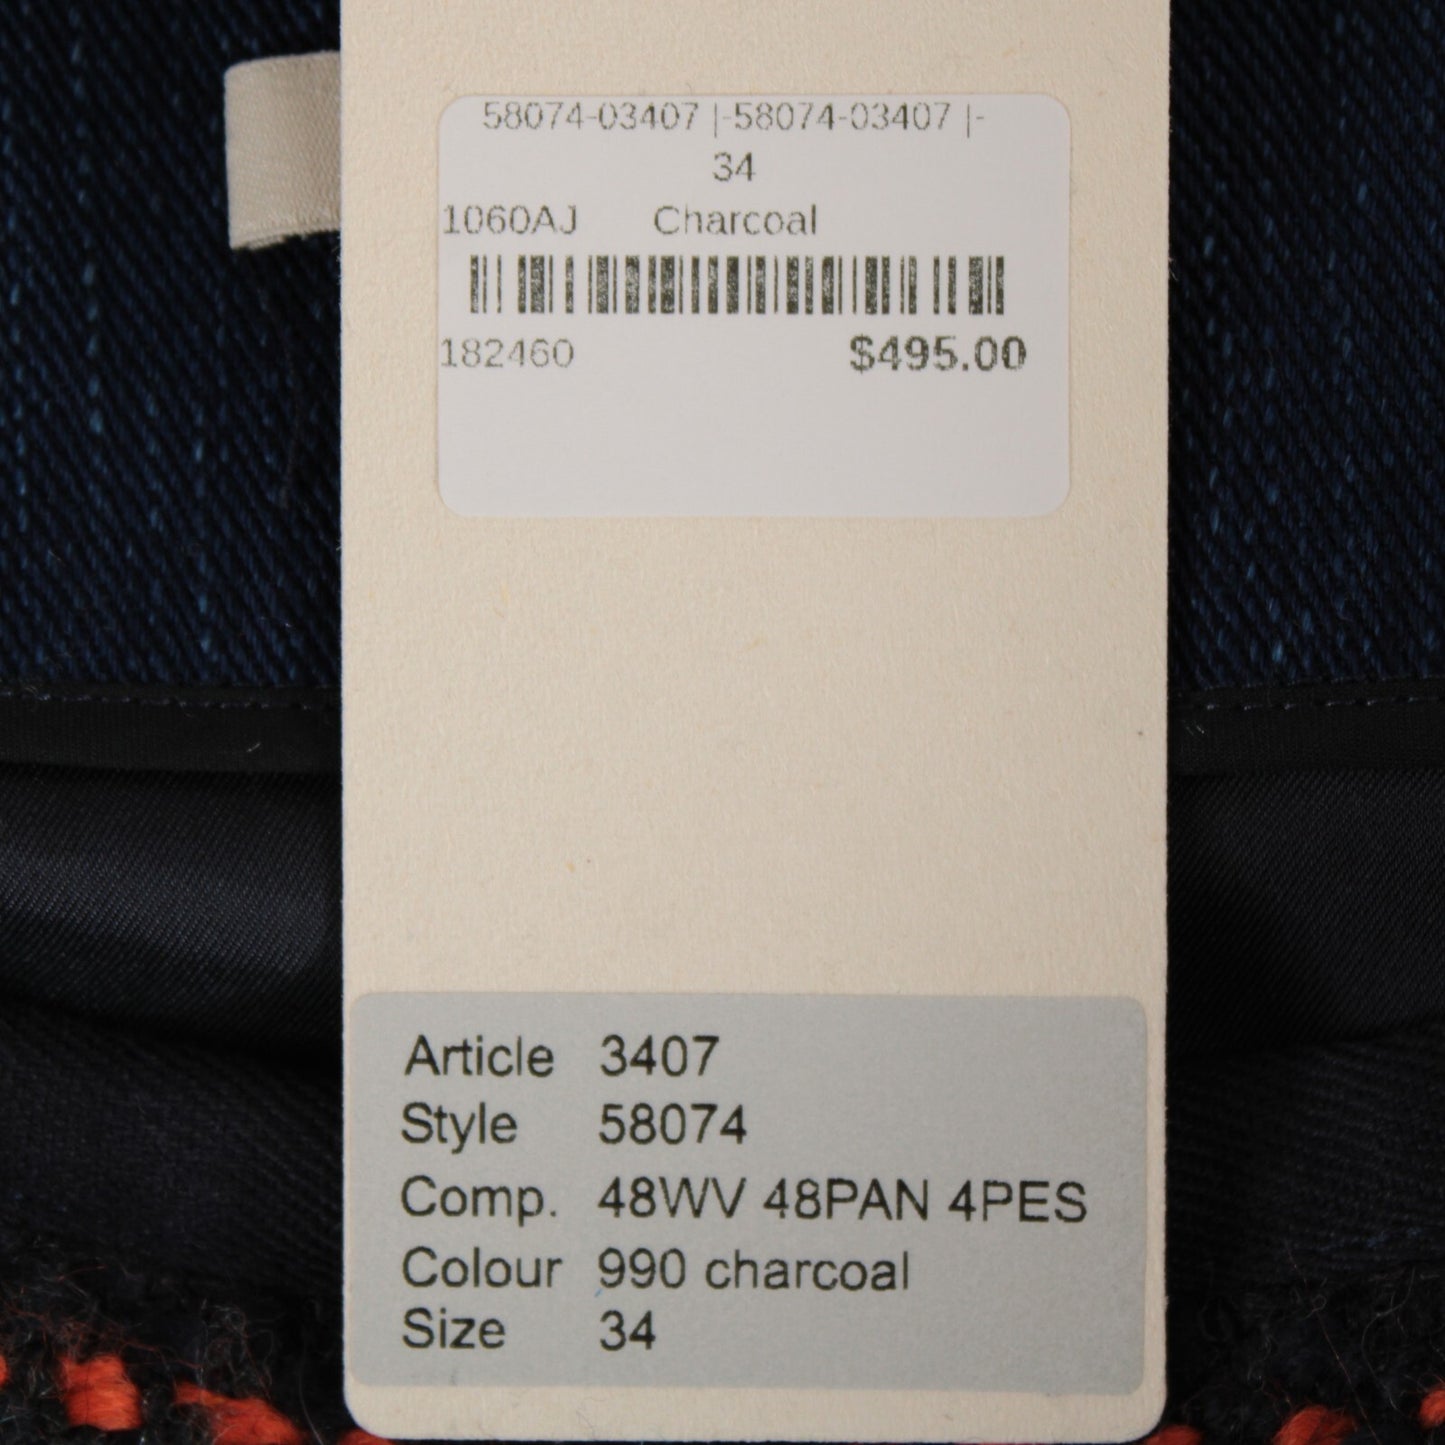 58074-03407 |-58074-03407 |-
34
1060AJ Charcoal
182460 $495.00
Article 3407
Style 58074
Comp. 48WV 48PAN 4PES
Colour 990 charcoal
Size 34